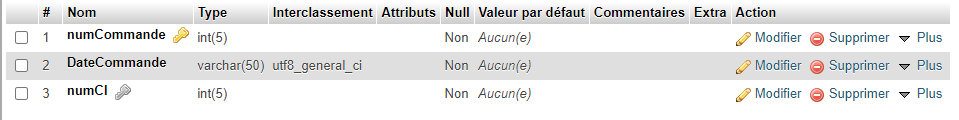 # Nom Type Interclassement Attributs Null Valeur par défaut Commentaires Extra Action
1 numCommande int(5) Non Aucun(e) Modifier Supprimer Plus
2 DateCommande varchar(50) utf8_general_ci Non Aucun(e) Modifier Supprimer Plus
3 numCl int(5) Non Aucun(e) Modifier Supprimer Plus